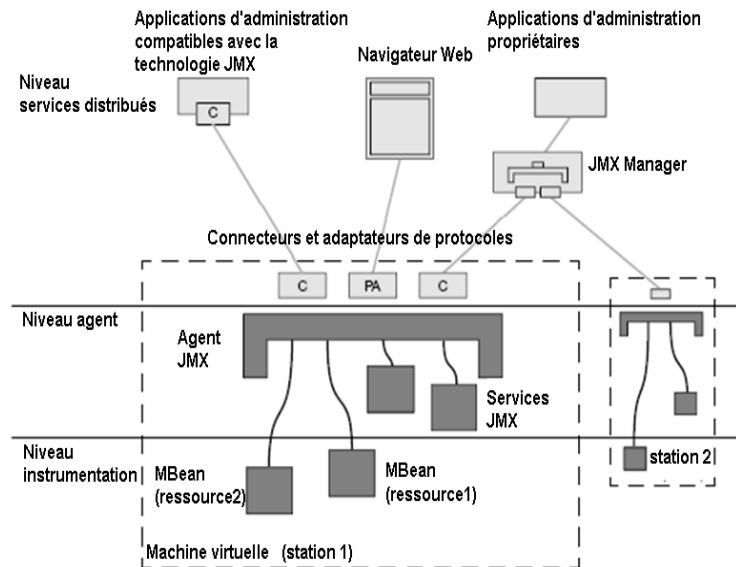 Applications d'administration
compatibles avec la
technologie JMX
Navigateur Web
Applications d'administration
propriétaires
Niveau
services distribués
C
JMX Manager
Connecteurs et adaptateurs de protocoles
C
PA
C
Niveau agent
Agent
JMX
Services
JMX
Niveau
instrumentation
MBean
(ressource2)
MBean
(ressource1)
station 2
Machine virtuelle (station 1)